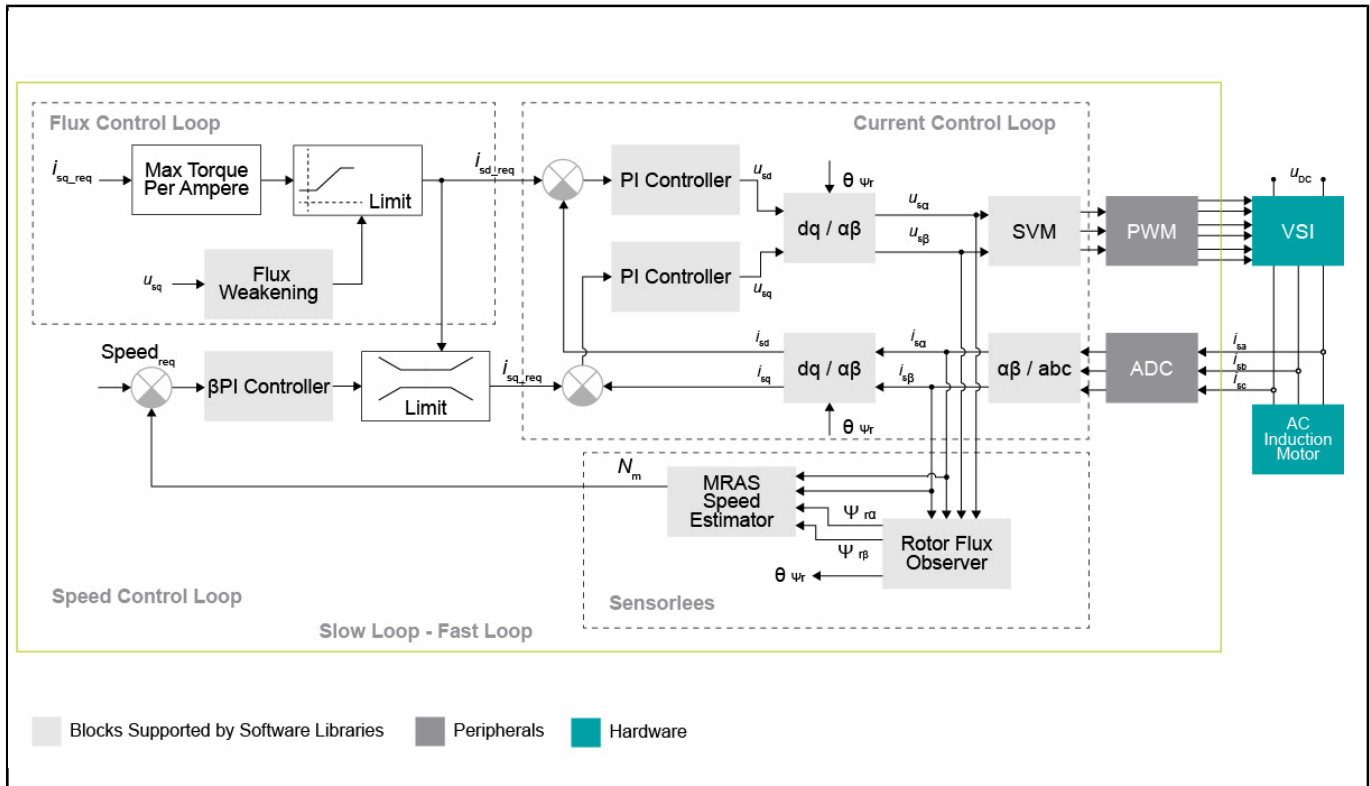 Flux Control Loop
Current Control Loop
isq_req
Max Torque
Per Ampere
Limit
isd_req
PI Controller
usd
θ Ψr
dq / αβ
usα
usβ
SVM
PWM
uDC
VSI
usq
Flux
Weakening
PI Controller
usq
Speedreq
βPI Controller
Limit
isq_req
isd
isq
dq / αβ
θ Ψr
isα
isβ
αβ / abc
ADC
isa
isb
isc
AC
Induction
Motor
Nm
MRAS
Speed
Estimator
Ψ rα
Ψ rβ
θ Ψr
Rotor Flux
Observer
Sensorlees
Speed Control Loop
Slow Loop - Fast Loop
Blocks Supported by Software Libraries
Peripherals
Hardware